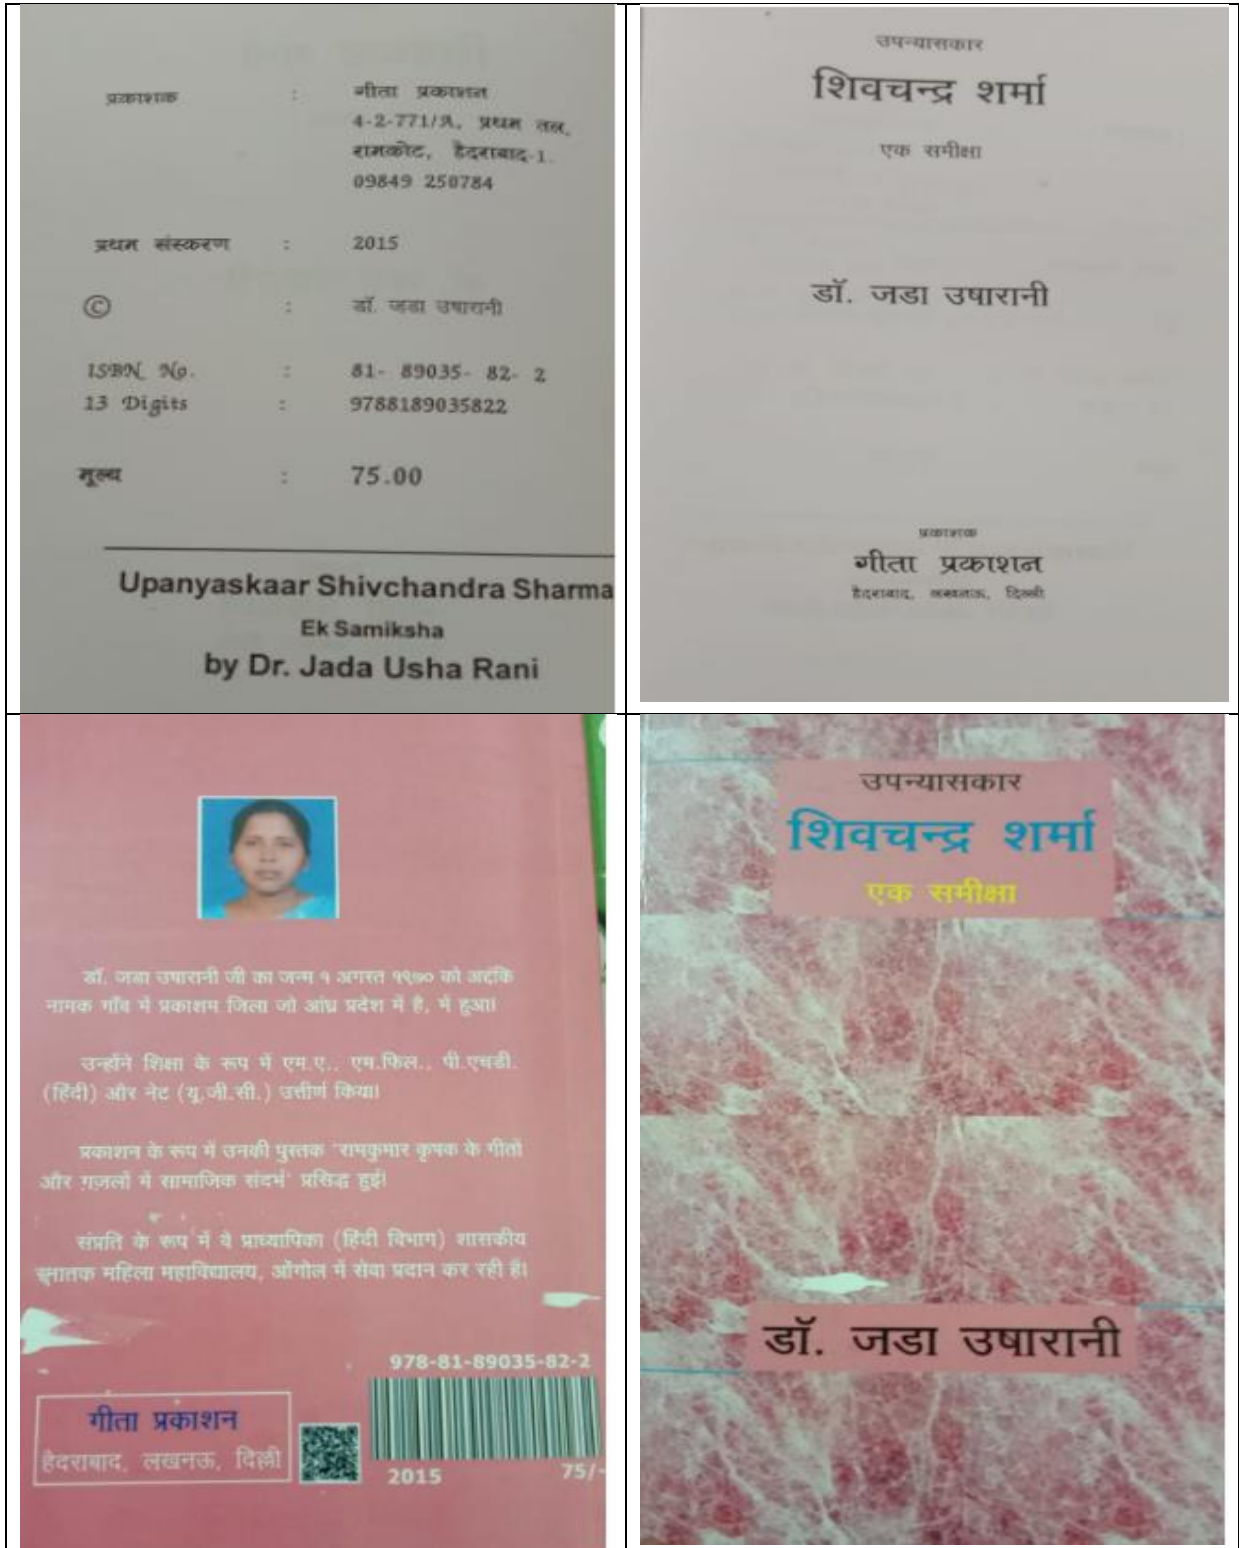 प्रकाशक : गीता प्रकाशन
4-2-771/A, प्रथम तल,
रामकोट, हैदराबाद-1.
09849 250784
प्रथम संस्करण : 2015
© : डॉ. जडा उषारानी
ISBN No. : 81- 89035- 82- 2
13 Digits : 9788189035822
मूल्य : 75.00
Upanyaskaar Shivchandra Sharma
Ek Samiksha
by Dr. Jada Usha Rani
उपन्यासकार
शिवचन्द्र शर्मा
एक समीक्षा
डॉ. जडा उषारानी
प्रकाशक
गीता प्रकाशन
हैदराबाद, लखनऊ, दिल्ली
डॉ. जडा उषारानी जी का जन्म १ अगस्त १९७० को अद्दंकि
नामक गाँव में प्रकाशम जिला जो आंध्र प्रदेश में है, में हुआ।
उन्होंने शिक्षा के रूप में एम.ए., एम.फिल., पी.एचडी.
(हिंदी) और नेट (यू.जी.सी.) उत्तीर्ण किया।
प्रकाशन के रूप में उनकी पुस्तक "रामकुमार कृषक के गीतों
और ग़ज़लों में सामाजिक संदर्भ" प्रसिद्ध हुई।
संप्रति के रूप में ये प्राध्यापिका (हिंदी विभाग) शासकीय
स्नातक महिला महाविद्यालय, ओंगोल में सेवा प्रदान कर रही है।
978-81-89035-82-2
गीता प्रकाशन
हैदराबाद, लखनऊ, दिल्ली
2015 75/-
उपन्यासकार
शिवचन्द्र शर्मा
एक समीक्षा
डॉ. जडा उषारानी